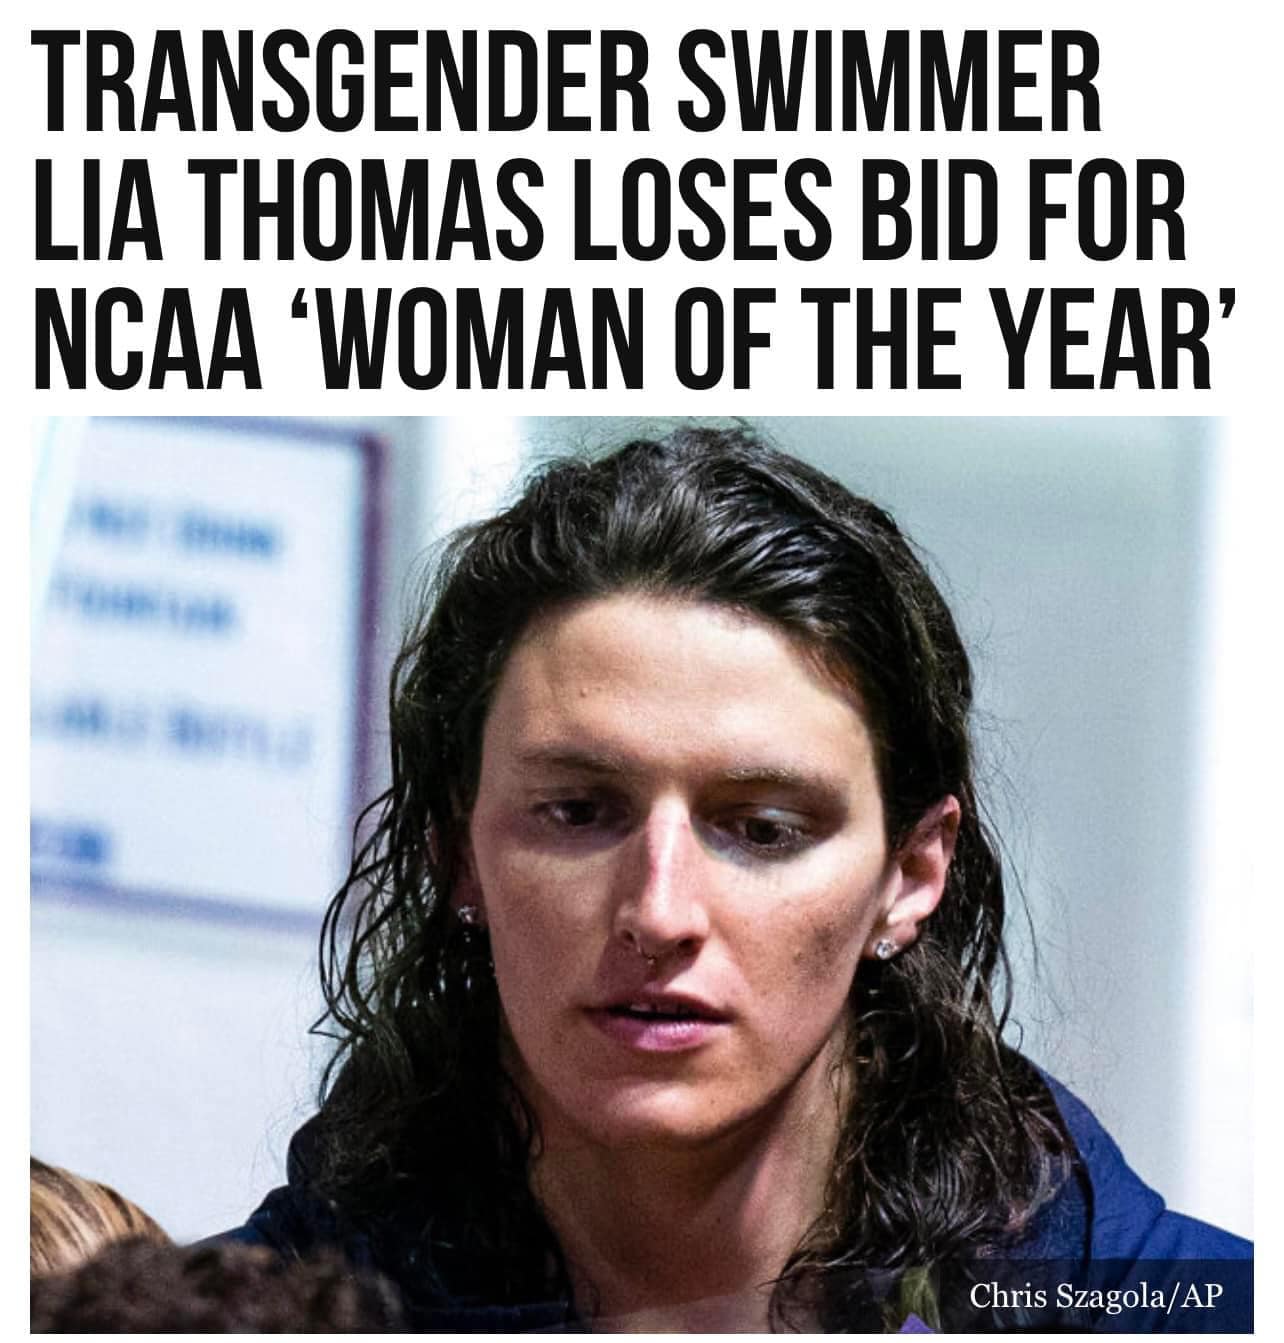 TRANSGENDER SWIMMER
LIA THOMAS LOSES BID FOR
NCAA ‘WOMAN OF THE YEAR’
Chris Szagola/AP